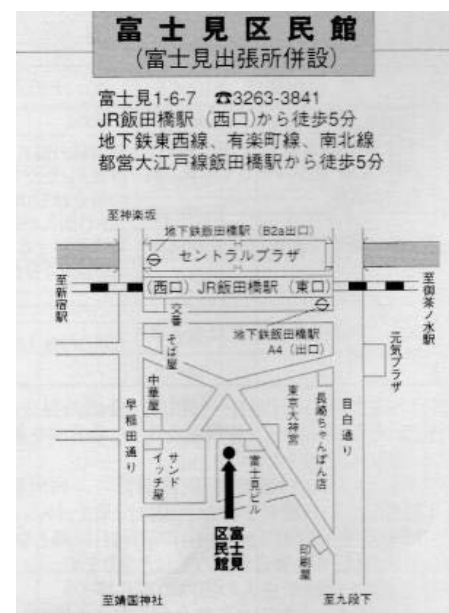 富士見区民館
（富士見出張所併設）
富士見1-6-7 ☎3263-3841
JR飯田橋駅（西口）から徒歩5分
地下鉄東西線、有楽町線、南北線
都営大江戸線飯田橋駅から徒歩5分
至神楽坂
地下鉄飯田橋駅（B2a出口）
セントラルプラザ
至新宿駅
（西口）JR飯田橋駅（東口）
至御茶ノ水駅
交番
地下鉄飯田橋駅
A4（出口）
元気プラザ
そば屋
中華屋
東京大神宮
長崎ちゃんぽん店
目白通り
早稲田通り
サンド
イッチ屋
富士見ビル
富士見
区民館
印刷屋
至靖国神社
至九段下